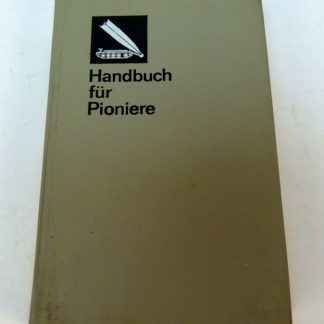 Handbuch
für
Pioniere